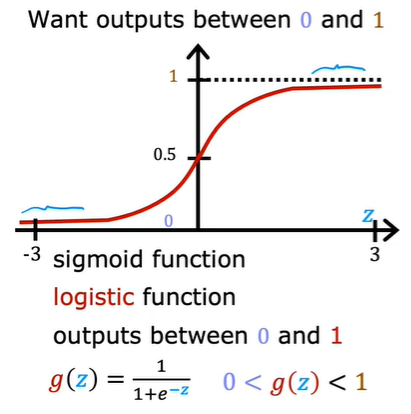 Want outputs between 0 and 1
1
0.5
0
z
-3
3
sigmoid function
logistic function
outputs between 0 and 1
g(z) = 1/(1+e^{-z}) 0 < g(z) < 1